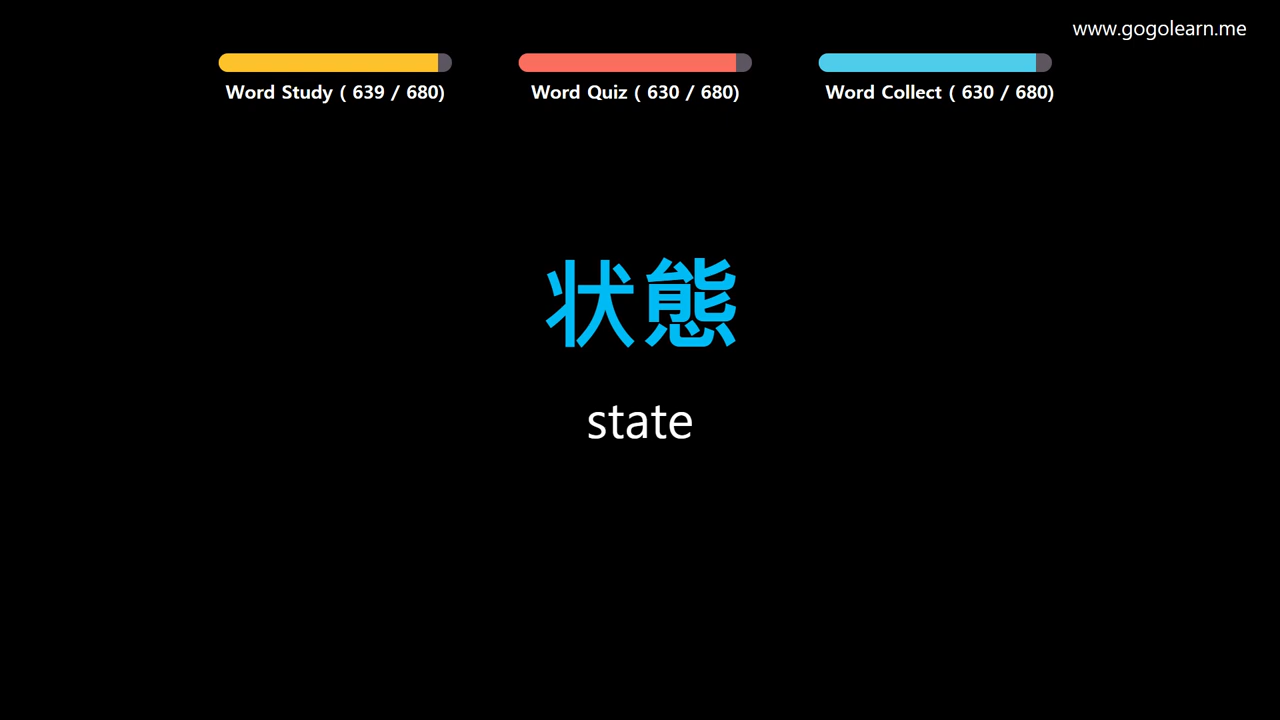 www.gogolearn.me
Word Study ( 639 / 680)
Word Quiz ( 630 / 680)
Word Collect ( 630 / 680)
状態
state